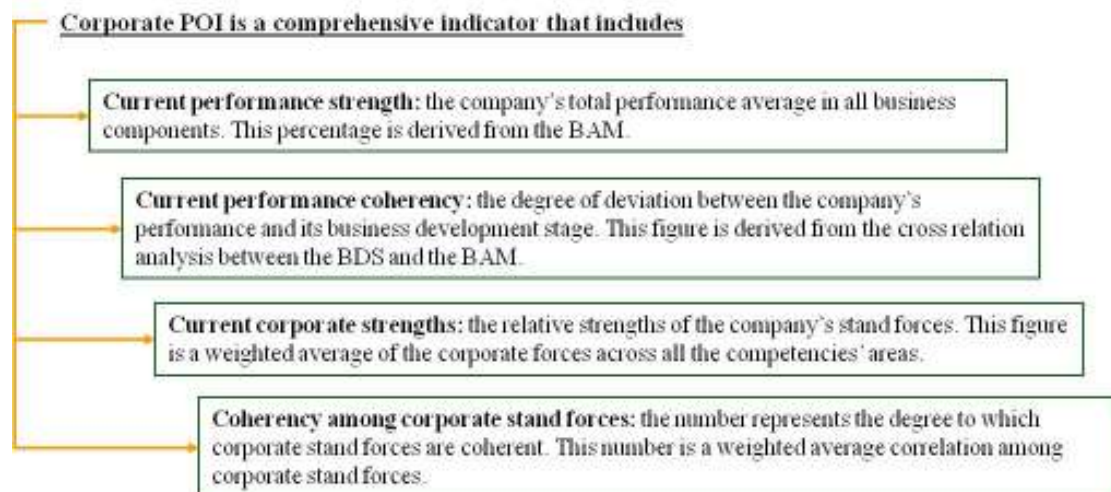 Corporate POI is a comprehensive indicator that includ
Current performance strength: the company's total performance average in all business
components. This percentage is derived from the BAM.
Current performance coherency: the degree of deviation between the company's
performance and its business development stage. This figure is derived from the cross relation
analysis between the BDS and the BAM.
Current corporate strengths: the relative strengths of the company's stand forces. This figure
is a weighted average of the corporate forces across all the competencies' areas.
Coherency among corporate stand forces: the number represents the degree to which
corporate stand forces are coherent. This number is a weighted average correlation among
corporate stand forces.